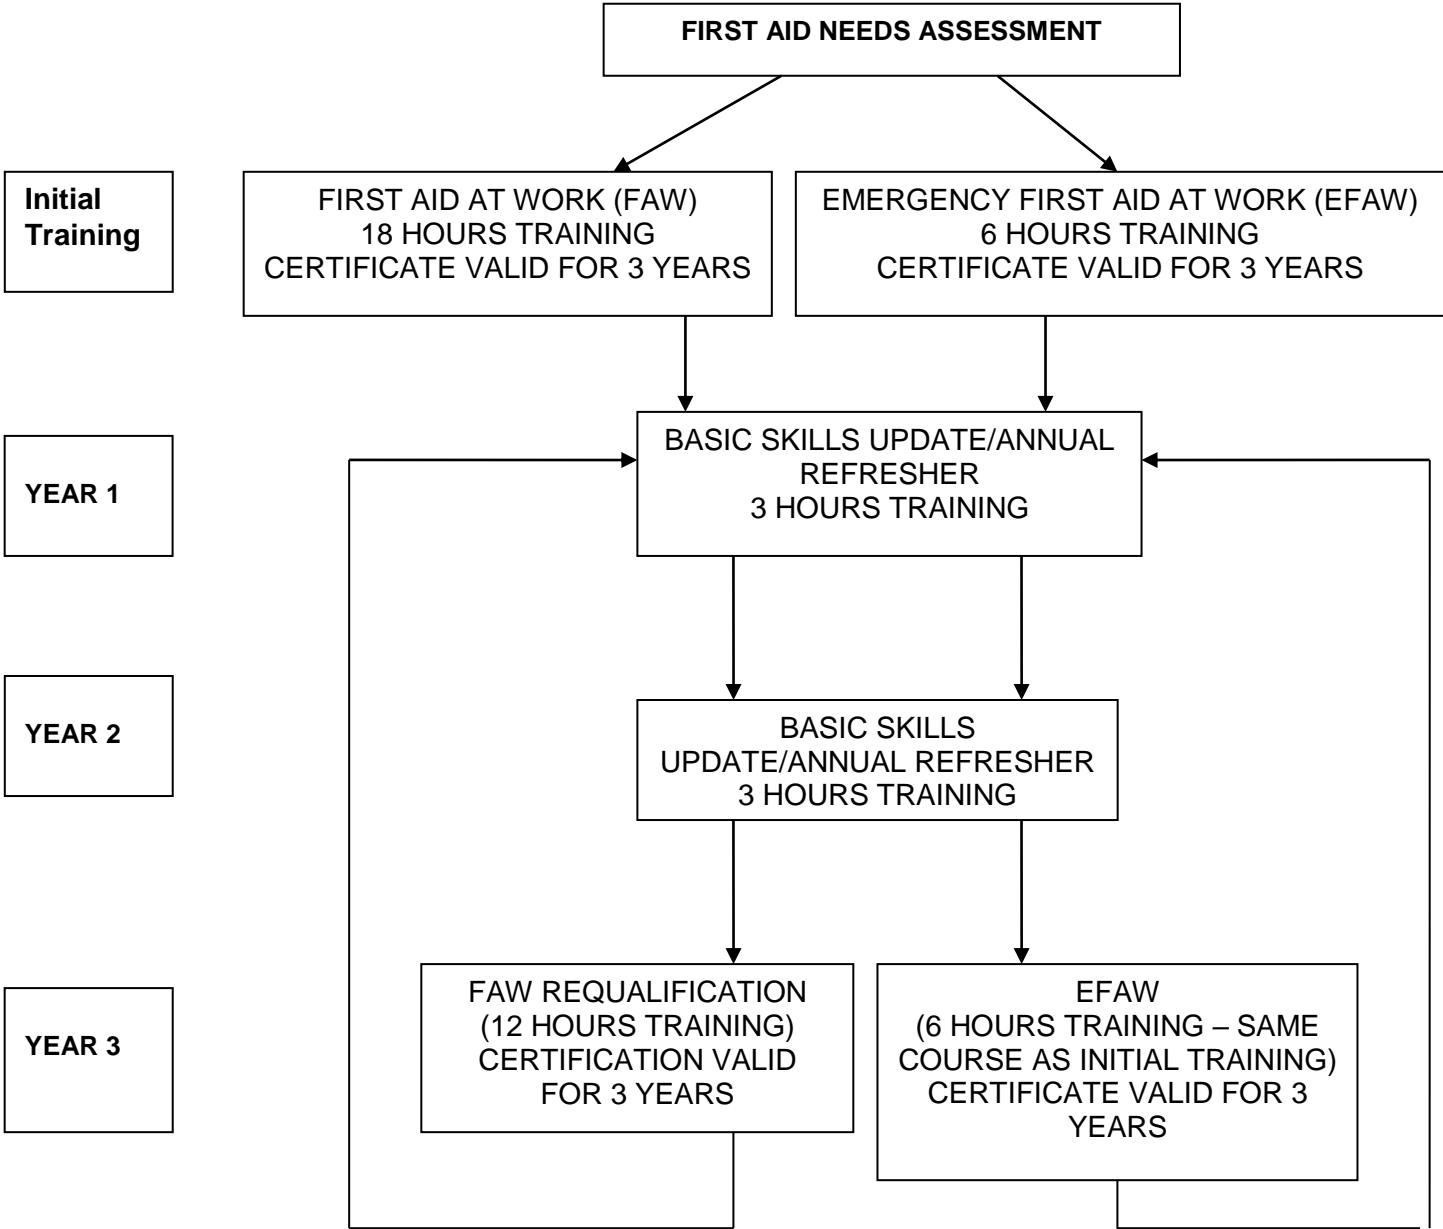 FIRST AID NEEDS ASSESSMENT
Initial
Training
FIRST AID AT WORK (FAW)
18 HOURS TRAINING
CERTIFICATE VALID FOR 3 YEARS
EMERGENCY FIRST AID AT WORK (EFAW)
6 HOURS TRAINING
CERTIFICATE VALID FOR 3 YEARS
YEAR 1
BASIC SKILLS UPDATE/ANNUAL
REFRESHER
3 HOURS TRAINING
YEAR 2
BASIC SKILLS
UPDATE/ANNUAL REFRESHER
3 HOURS TRAINING
YEAR 3
FAW REQUALIFICATION
(12 HOURS TRAINING)
CERTIFICATION VALID
FOR 3 YEARS
EFAW
(6 HOURS TRAINING – SAME
COURSE AS INITIAL TRAINING)
CERTIFICATE VALID FOR 3
YEARS